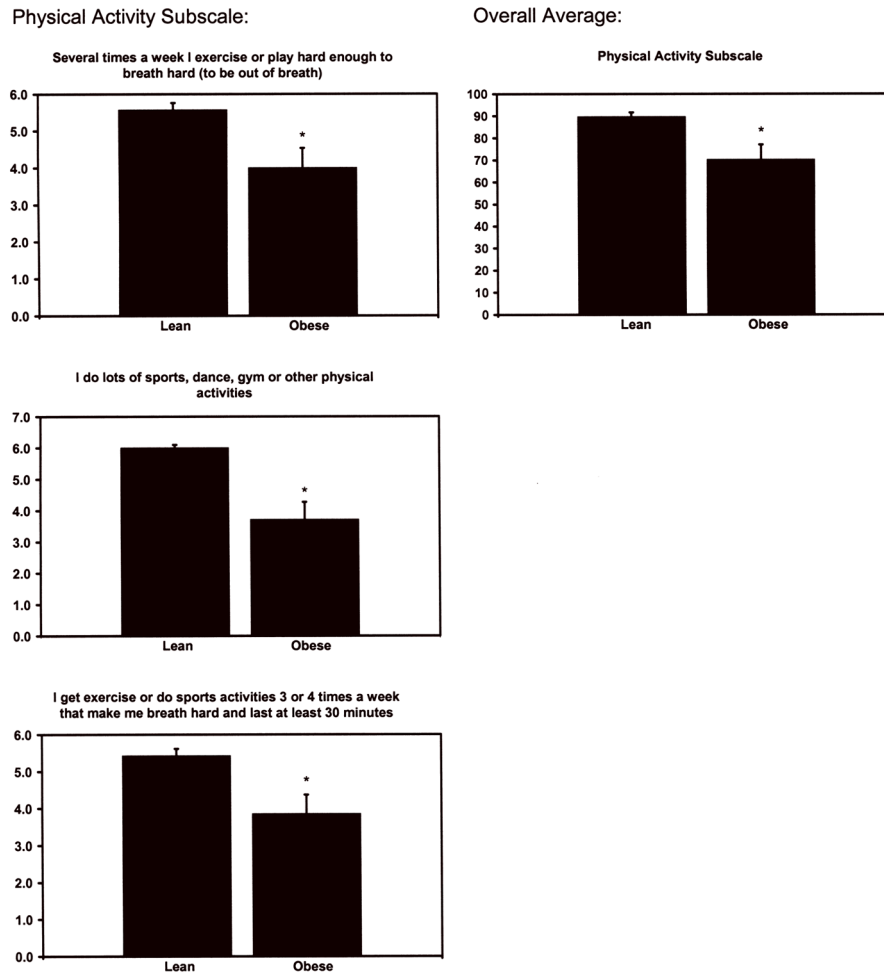 Physical Activity Subscale:
Overall Average:
Several times a week I exercise or play hard enough to
breath hard (to be out of breath)
6.0
5.0
4.0
3.0
2.0
1.0
0.0
*
Lean
Obese
Physical Activity Subscale
100
90
80
70
60
50
40
30
20
10
0
*
Lean
Obese
I do lots of sports, dance, gym or other physical
activities
7.0
6.0
5.0
4.0
3.0
2.0
1.0
0.0
*
Lean
Obese
I get exercise or do sports activities 3 or 4 times a week
that make me breath hard and last at least 30 minutes
6.0
5.0
4.0
3.0
2.0
1.0
0.0
*
Lean
Obese